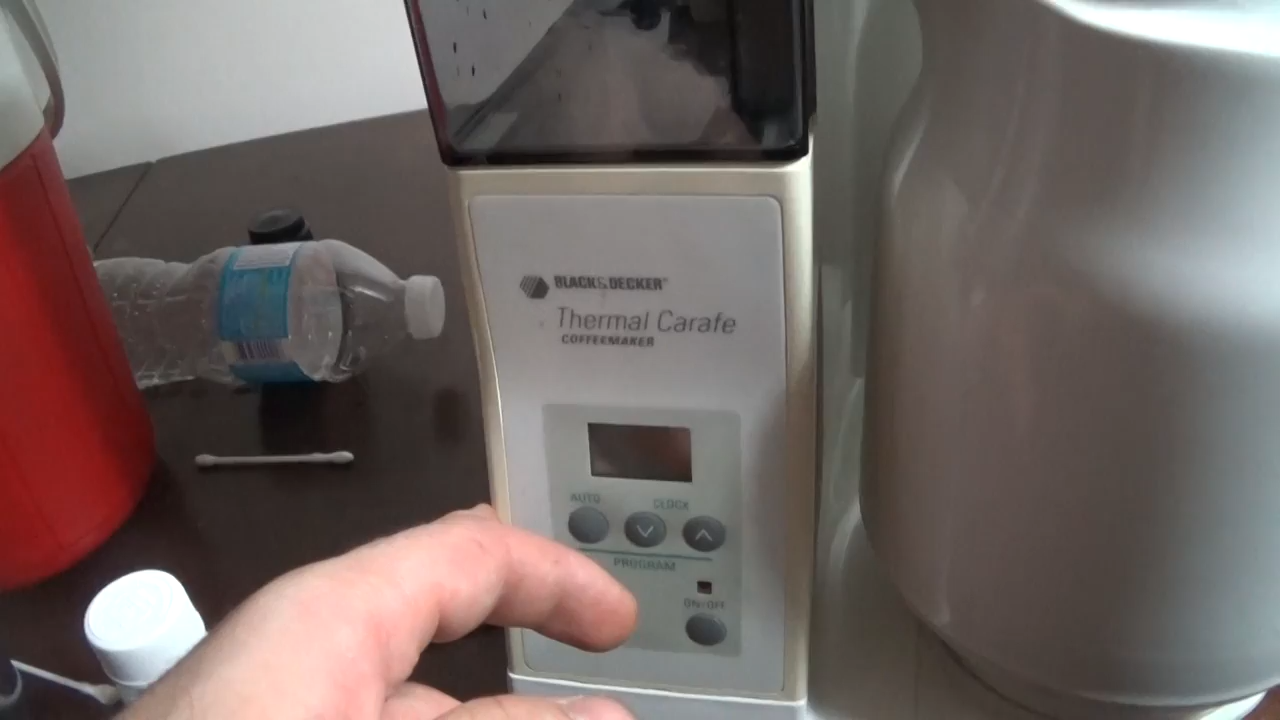 BLACK&DECKER
Thermal Carafe
COFFEEMAKER
AUTO
CLOCK
PROGRAM
ON/OFF